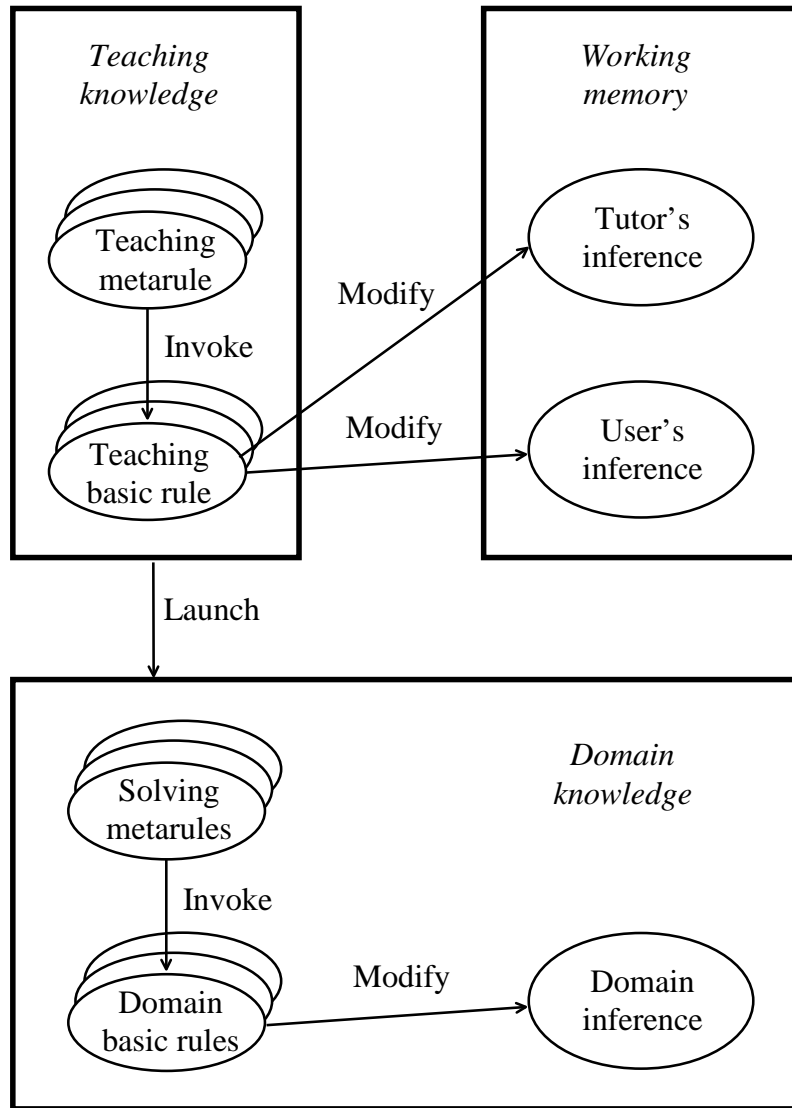 Teaching
knowledge
Working
memory
Teaching
metarule
Tutor’s
inference
Modify
Invoke
Modify
Teaching
basic rule
User’s
inference
Launch
Solving
metarules
Domain
knowledge
Invoke
Modify
Domain
basic rules
Domain
inference